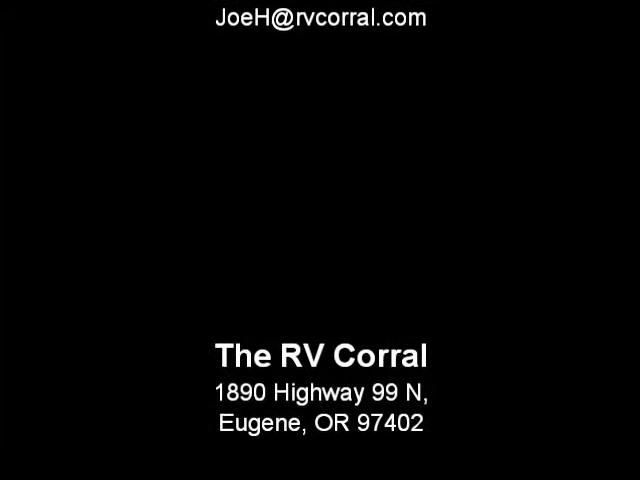 JoeH@rvcorral.com
The RV Corral
1890 Highway 99 N,
Eugene, OR 97402